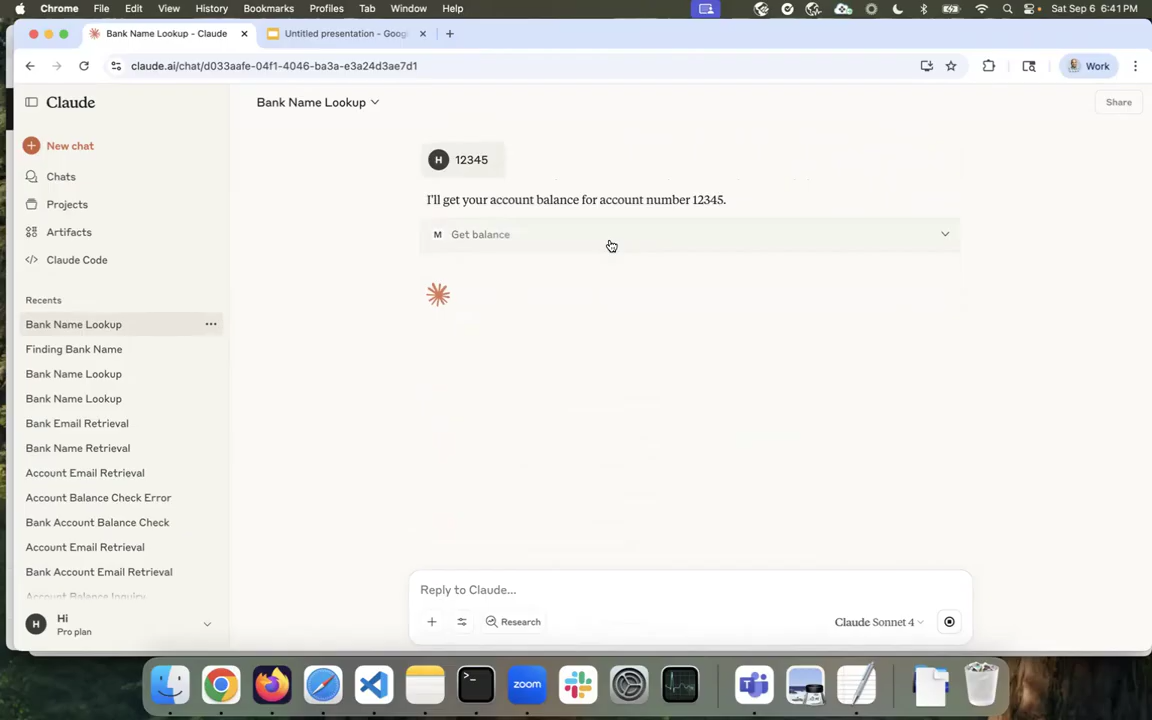 Chrome File Edit View History Bookmarks Profiles Tab Window Help Sat Sep 6 6:41 PM
Bank Name Lookup - Claude
Untitled presentation - Goog
claude.ai/chat/d033aafe-04f1-4046-ba3a-e3a24d3ae7d1
Work
Claude
Bank Name Lookup
Share
New chat
Chats
Projects
Artifacts
Claude Code
Recents
Bank Name Lookup
Finding Bank Name
Bank Name Lookup
Bank Name Lookup
Bank Email Retrieval
Bank Name Retrieval
Account Email Retrieval
Account Balance Check Error
Bank Account Balance Check
Account Email Retrieval
Bank Account Email Retrieval
Account Balance Inquiry
H Hi
Pro plan
H 12345
I'll get your account balance for account number 12345.
M Get balance
Reply to Claude...
Research
Claude Sonnet 4
zoom